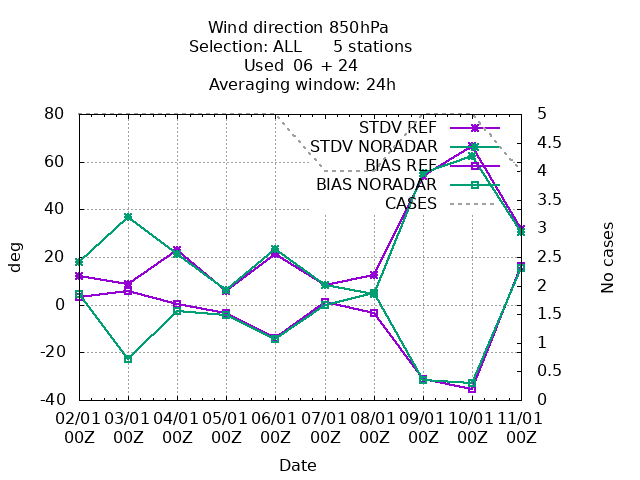 Wind direction 850hPa
Selection: ALL 5 stations
Used 06 + 24
Averaging window: 24h
80
60
40
20
0
-20
-40
deg
STDV REF
STDV NORADAR
BIAS REF
BIAS NORADAR
CASES
5
4.5
4
3.5
3
2.5
2
1.5
1
0.5
0
No cases
02/01 03/01 04/01 05/01 06/01 07/01 08/01 09/01 10/01 11/01
00Z 00Z 00Z 00Z 00Z 00Z 00Z 00Z 00Z 00Z
Date